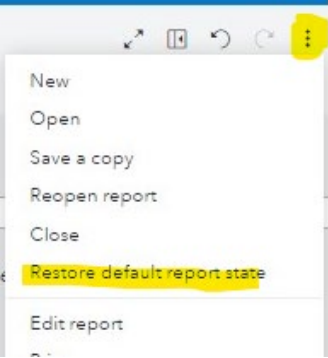 New
Open
Save a copy
Reopen report
Close
Restore default report state
Edit report